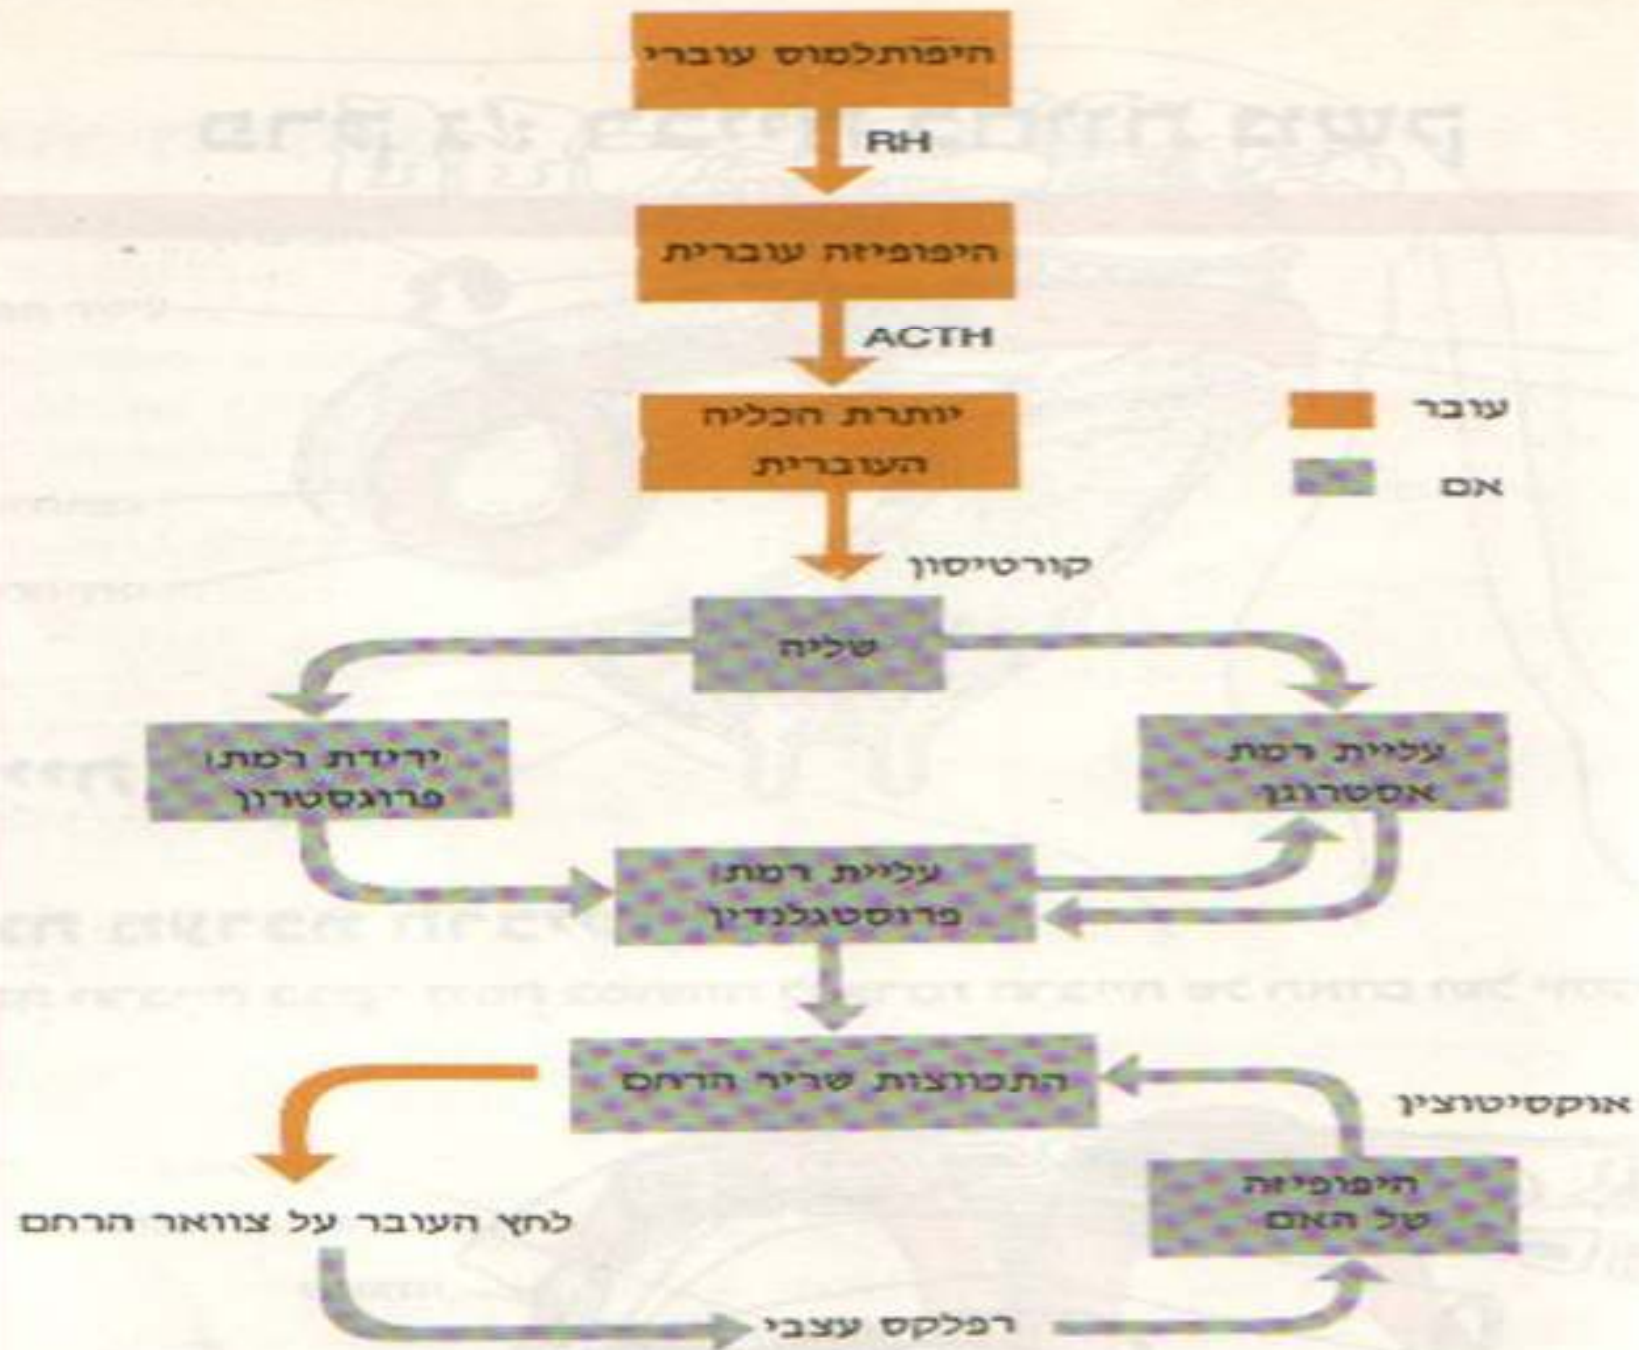 היפותלמוס עוברי
RH
היפופיזה עוברית
ACTH
יותרת הכליה
העוברית
עובר
אם
קורטיסון
שליה
ירידת רמת
פרוגסטרון
עליית רמת
אסטרוגן
עליית רמת
פרוסטגלנדין
התכווצות שריר הרחם
אוקסיטוצין
היפופיזה
של האם
לחץ העובר על צוואר הרחם
רפלקס עצבי